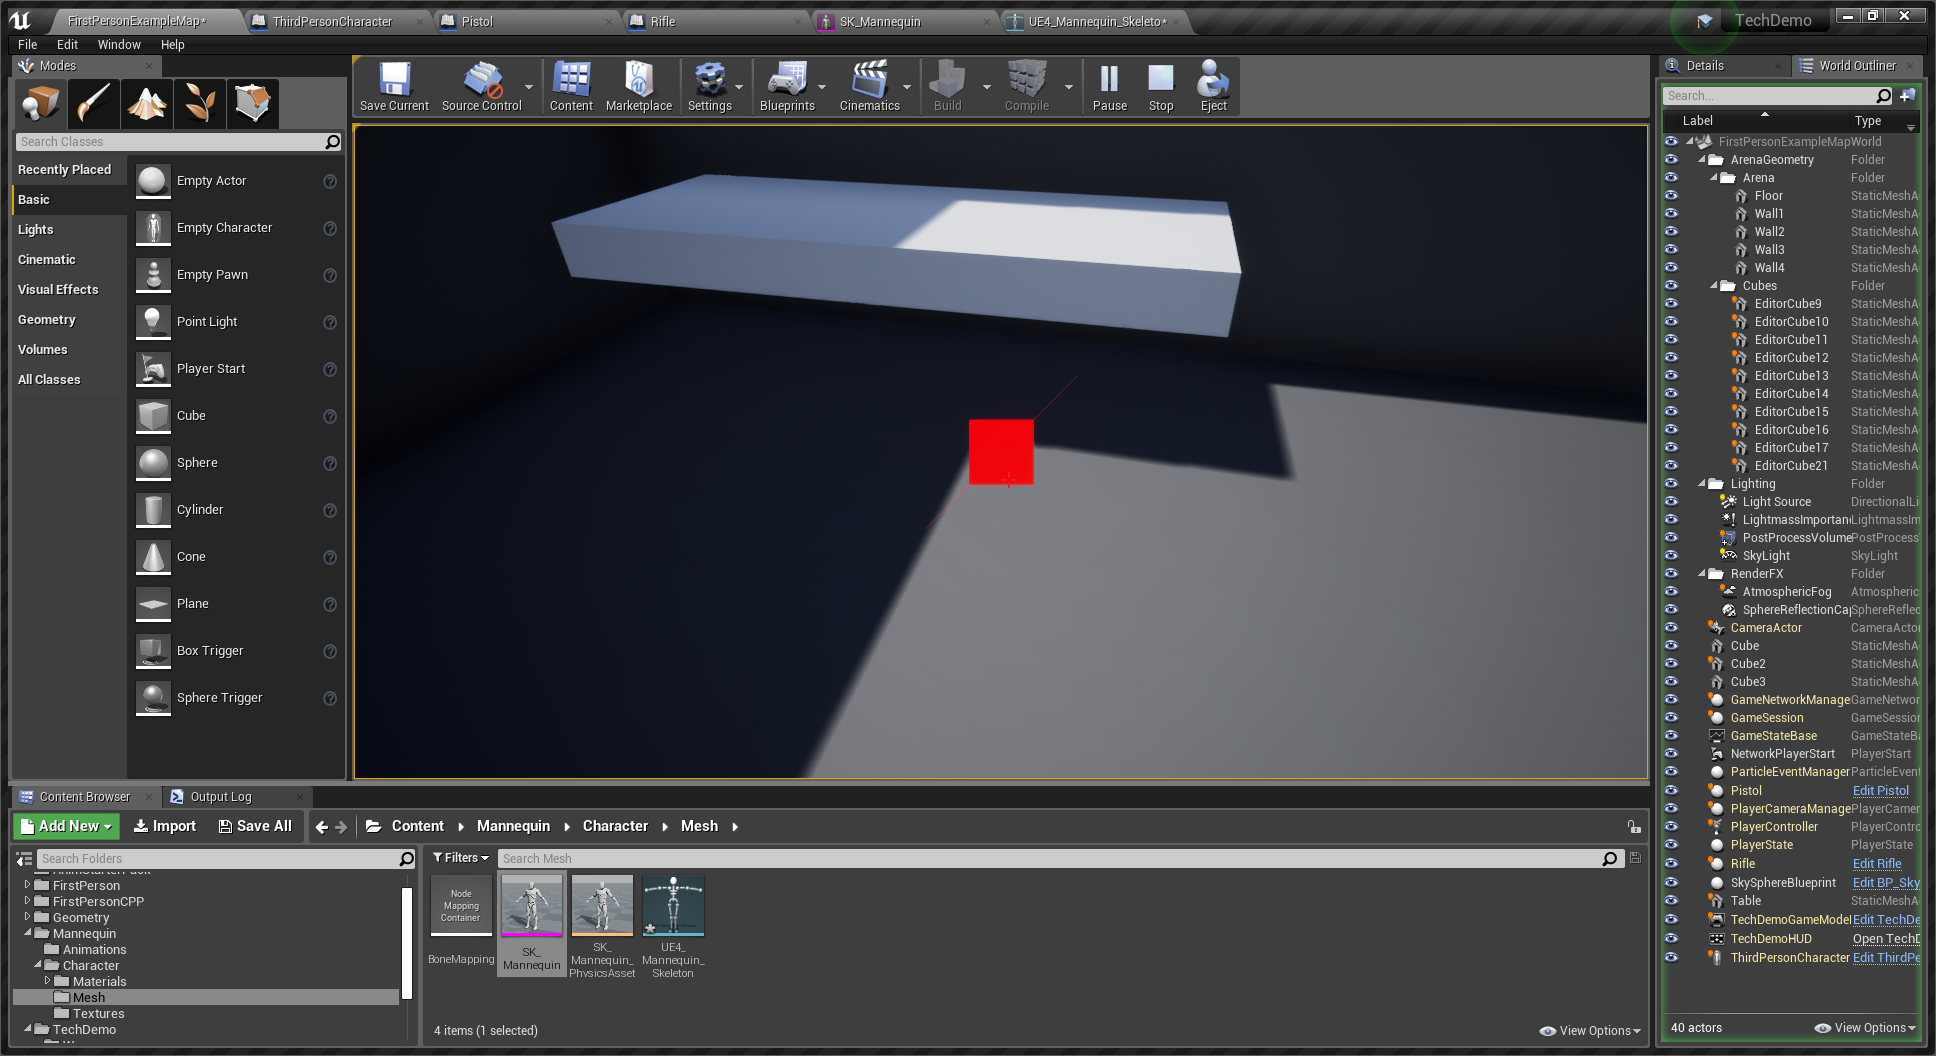 FirstPersonExampleMap*
ThirdPersonCharacter
Pistol
Rifle
SK_Mannequin
UE4_Mannequin_Skeleto*
TechDemo
File Edit Window Help
Modes
Search Classes
Recently Placed
Basic
Lights
Cinematic
Visual Effects
Geometry
Volumes
All Classes
Empty Actor
Empty Character
Empty Pawn
Point Light
Player Start
Cube
Sphere
Cylinder
Cone
Plane
Box Trigger
Sphere Trigger
Save Current
Source Control
Content
Marketplace
Settings
Blueprints
Cinematics
Build
Compile
Pause
Stop
Eject
Details
World Outliner
Search...
Label Type
FirstPersonExampleMap World
ArenaGeometry Folder
Arena Folder
Floor StaticMeshA
Wall1 StaticMeshA
Wall2 StaticMeshA
Wall3 StaticMeshA
Wall4 StaticMeshA
Cubes Folder
EditorCube9 StaticMeshA
EditorCube10 StaticMeshA
EditorCube11 StaticMeshA
EditorCube12 StaticMeshA
EditorCube13 StaticMeshA
EditorCube14 StaticMeshA
EditorCube15 StaticMeshA
EditorCube16 StaticMeshA
EditorCube17 StaticMeshA
EditorCube21 StaticMeshA
Lighting Folder
Light Source DirectionalLi
LightmassImportan LightmassIm
PostProcessVolume PostProcess
SkyLight SkyLight
RenderFX Folder
AtmosphericFog Atmospheric
SphereReflectionCap SphereReflec
CameraActor CameraActor
Cube StaticMeshA
Cube2 StaticMeshA
Cube3 StaticMeshA
GameNetworkManage GameNetwor
GameSession GameSession
GameStateBase GameStateBa
NetworkPlayerStart PlayerStart
ParticleEventManager ParticleEvent
Pistol Edit Pistol
PlayerCameraManage PlayerCamer
PlayerController PlayerContro
PlayerState PlayerState
Rifle Edit Rifle
SkySphereBlueprint Edit BP_Sky
Table StaticMeshA
TechDemoGameModel Edit TechDe
TechDemoHUD Open TechD
ThirdPersonCharacter Edit ThirdPe
40 actors
View Options
Content Browser
Output Log
Add New
Import
Save All
Content
Mannequin
Character
Mesh
Search Folders
FirstPerson
FirstPersonCPP
Geometry
Mannequin
Animations
Character
Materials
Mesh
Textures
TechDemo
Filters
Search Mesh
Node
Mapping
Container
BoneMapping
SK_
Mannequin
SK_
Mannequin_
PhysicsAsset
UE4_
Mannequin_
Skeleton
4 items (1 selected)
View Options